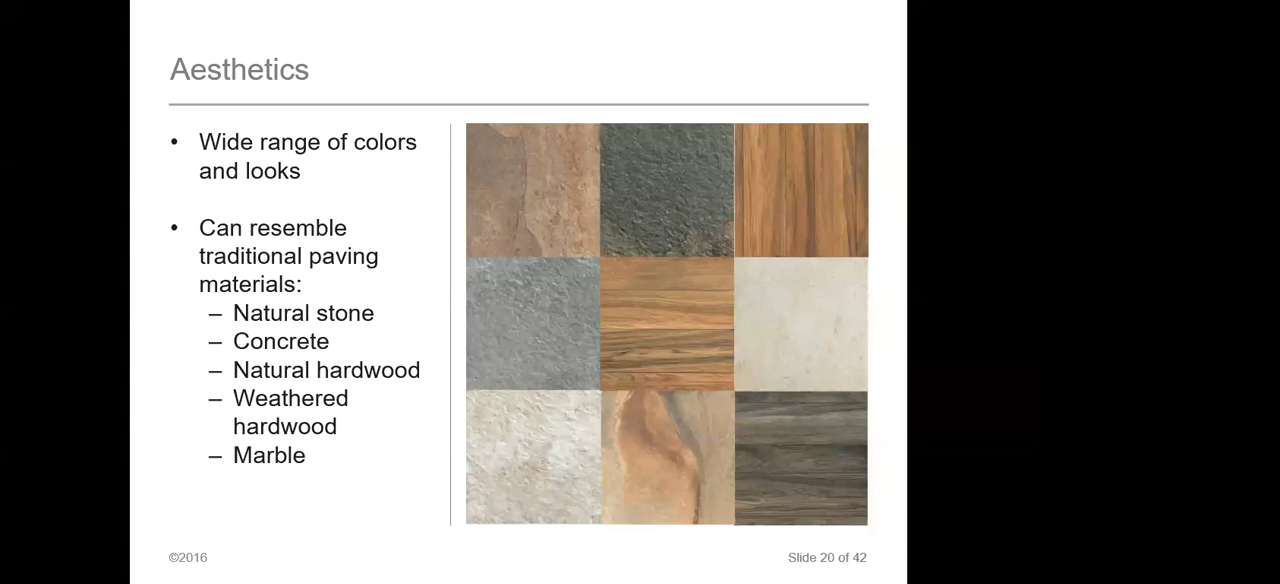 Aesthetics
• Wide range of colors
and looks
• Can resemble
traditional paving
materials:
– Natural stone
– Concrete
– Natural hardwood
– Weathered
hardwood
– Marble
©2016
Slide 20 of 42